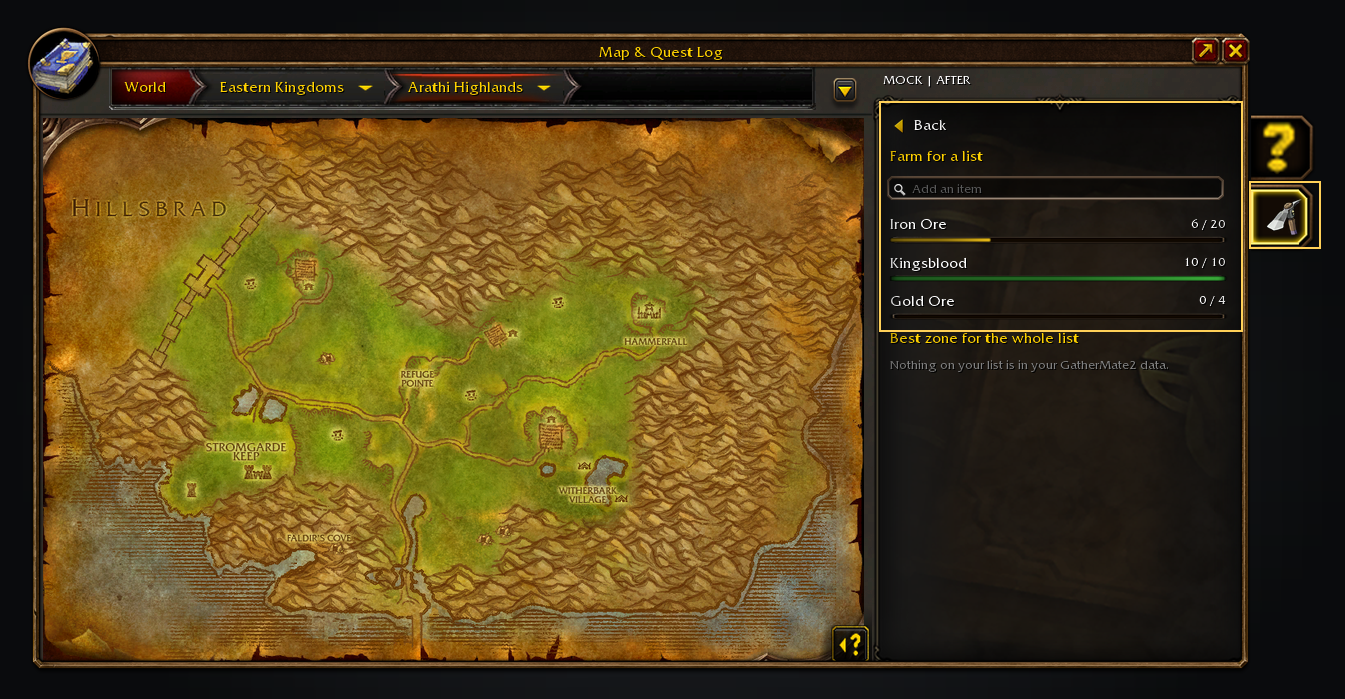 Map & Quest Log
World
Eastern Kingdoms
Arathi Highlands
MOCK | AFTER
Back
Farm for a list
Add an item
Iron Ore 6 / 20
Kingsblood 10 / 10
Gold Ore 0 / 4
Best zone for the whole list
Nothing on your list is in your GatherMate2 data.
HILLSBRAD
HAMMERFALL
REFUGE
POINTE
STROMGARDE
KEEP
WITHERBARK
VILLAGE
FALDIR'S COVE
?
?